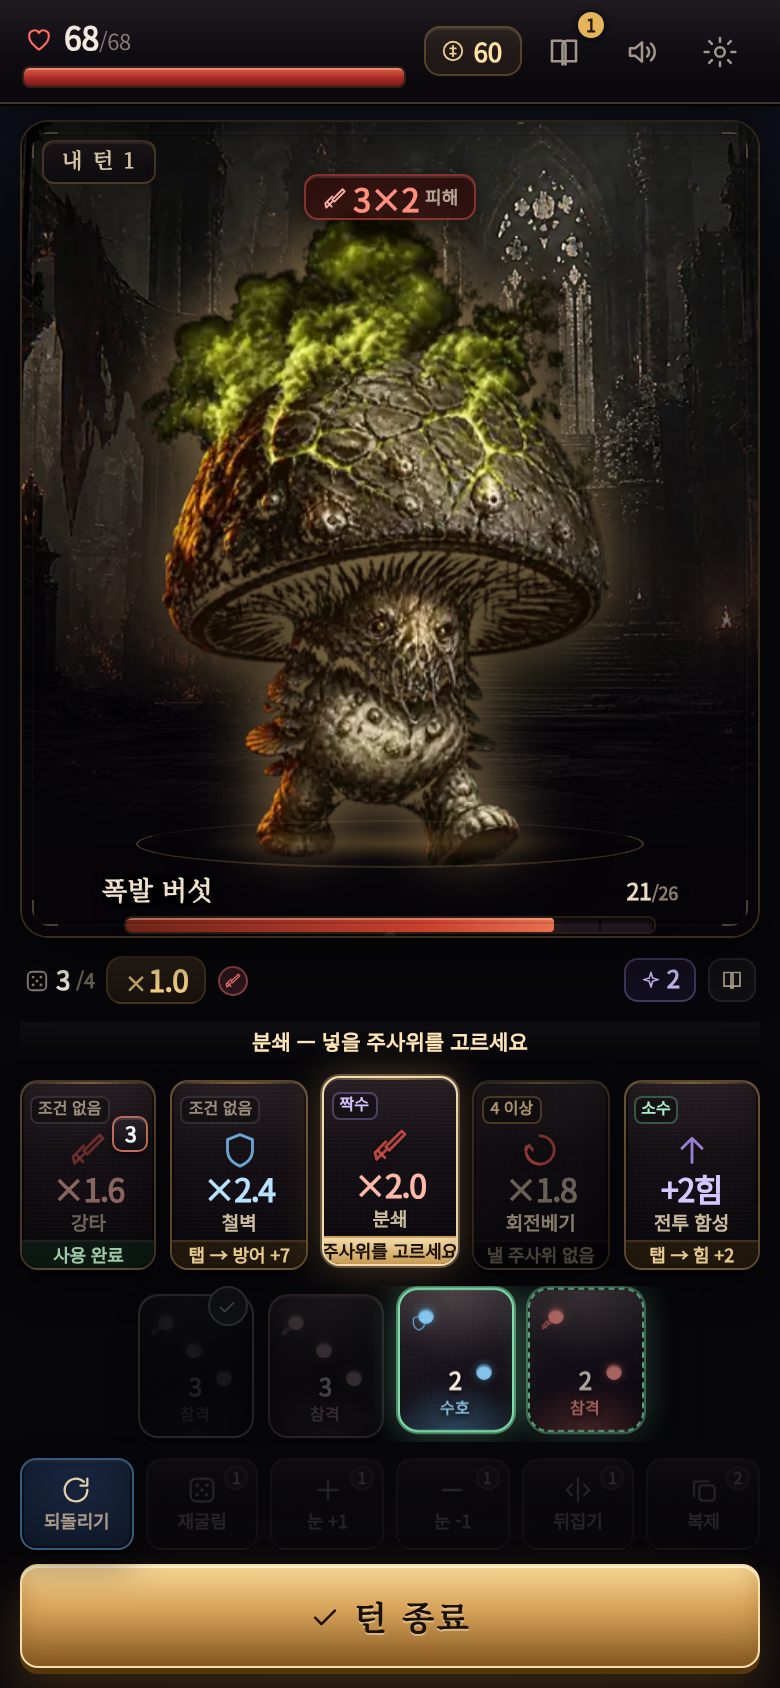 68/68
60
1
내 턴 1
3×2 피해
폭발 버섯
21/26
3 /4
×1.0
2
분쇄 — 넣을 주사위를 고르세요
조건 없음
3
×1.6
강타
사용 완료
조건 없음
×2.4
철벽
탭 → 방어 +7
짝수
×2.0
분쇄
주사위를 고르세요
4 이상
×1.8
회전베기
낼 주사위 없음
소수
+2힘
전투 함성
탭 → 힘 +2
3
참격
3
참격
2
수호
2
참격
되돌리기
1
재굴림
1
눈 +1
1
눈 -1
1
뒤집기
2
복제
턴 종료